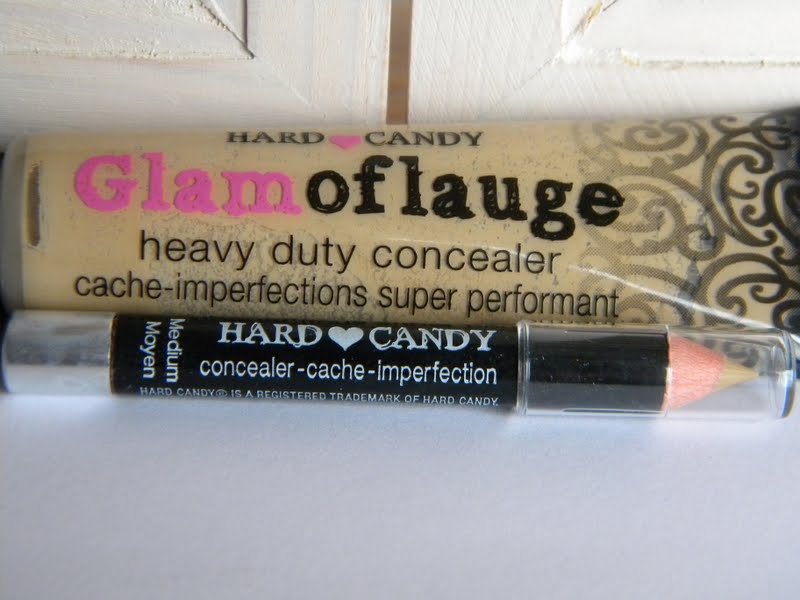 HARD CANDY
Glamoflauge
heavy duty concealer
cache-imperfections super performant
Medium
Moyen
HARD CANDY
concealer-cache-imperfection
HARD CANDY® IS A REGISTERED TRADEMARK OF HARD CANDY.